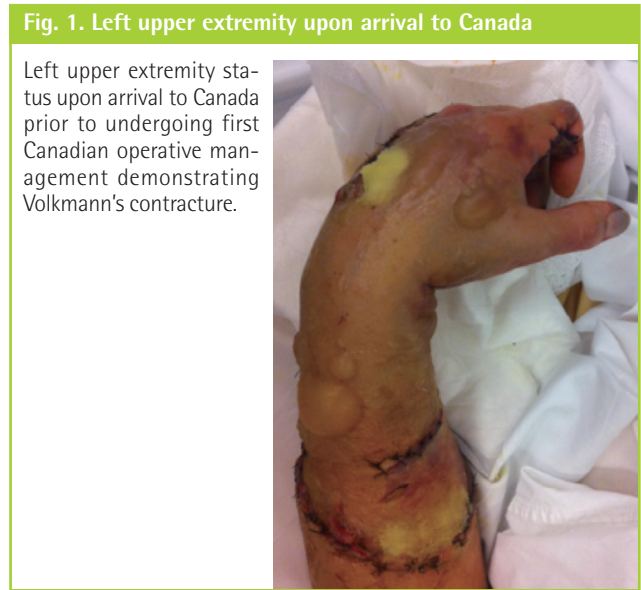 Fig. 1. Left upper extremity upon arrival to Canada
Left upper extremity sta-
tus upon arrival to Canada
prior to undergoing first
Canadian operative man-
agement demonstrating
Volkmann's contracture.